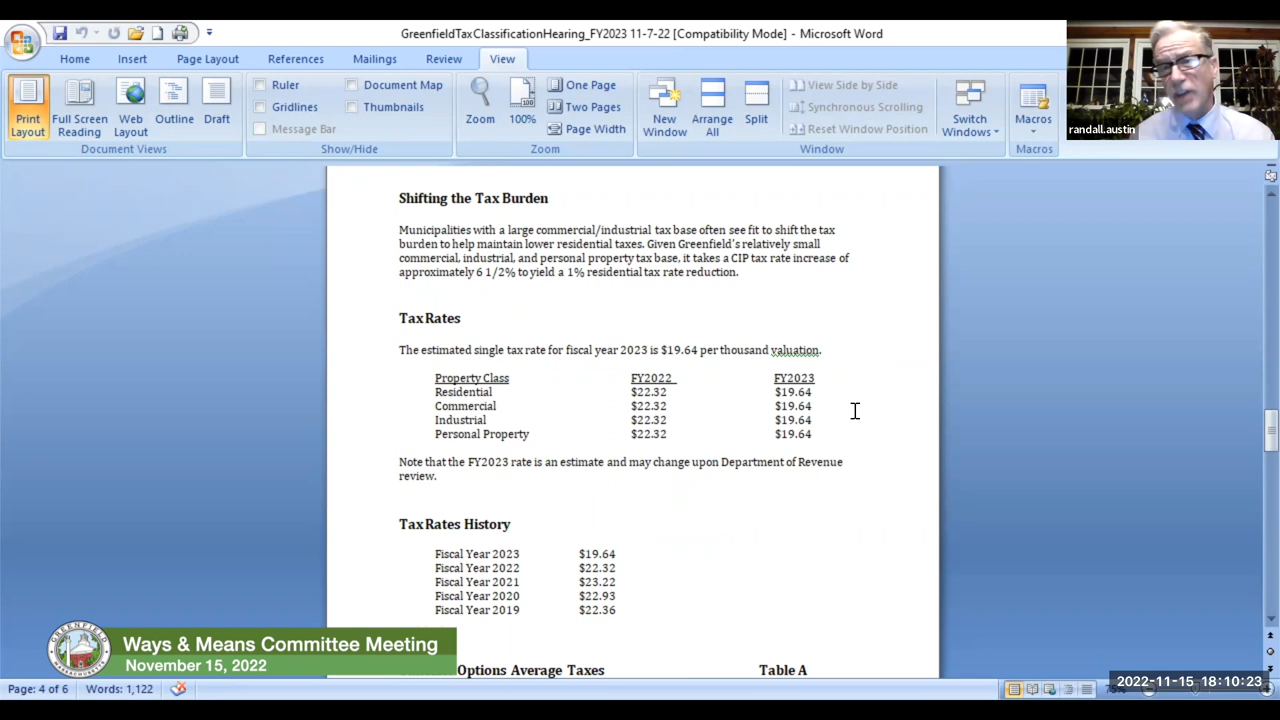 GreenfieldTaxClassificationHearing_FY2023 11-7-22 [Compatibility Mode] - Microsoft Word
Home Insert Page Layout References Mailings Review View
Print Layout
Full Screen Reading
Web Layout
Outline
Draft
Document Views
Ruler
Gridlines
Message Bar
Document Map
Thumbnails
Show/Hide
Zoom
100%
One Page
Two Pages
Page Width
Zoom
New Window
Arrange All
Split
View Side by Side
Synchronous Scrolling
Reset Window Position
Switch Windows
Window
Macros
Macros
randall.austin
Shifting the Tax Burden
Municipalities with a large commercial/industrial tax base often see fit to shift the tax
burden to help maintain lower residential taxes. Given Greenfield's relatively small
commercial, industrial, and personal property tax base, it takes a CIP tax rate increase of
approximately 6 1/2% to yield a 1% residential tax rate reduction.
Tax Rates
The estimated single tax rate for fiscal year 2023 is $19.64 per thousand valuation.
Property Class FY2022 FY2023
Residential $22.32 $19.64
Commercial $22.32 $19.64
Industrial $22.32 $19.64
Personal Property $22.32 $19.64
Note that the FY2023 rate is an estimate and may change upon Department of Revenue
review.
Tax Rates History
Fiscal Year 2023 $19.64
Fiscal Year 2022 $22.32
Fiscal Year 2021 $23.22
Fiscal Year 2020 $22.93
Fiscal Year 2019 $22.36
Options Average Taxes Table A
GREENFIELD
Ways & Means Committee Meeting
November 15, 2022
Page: 4 of 6 Words: 1,122
2022-11-15 18:10:23